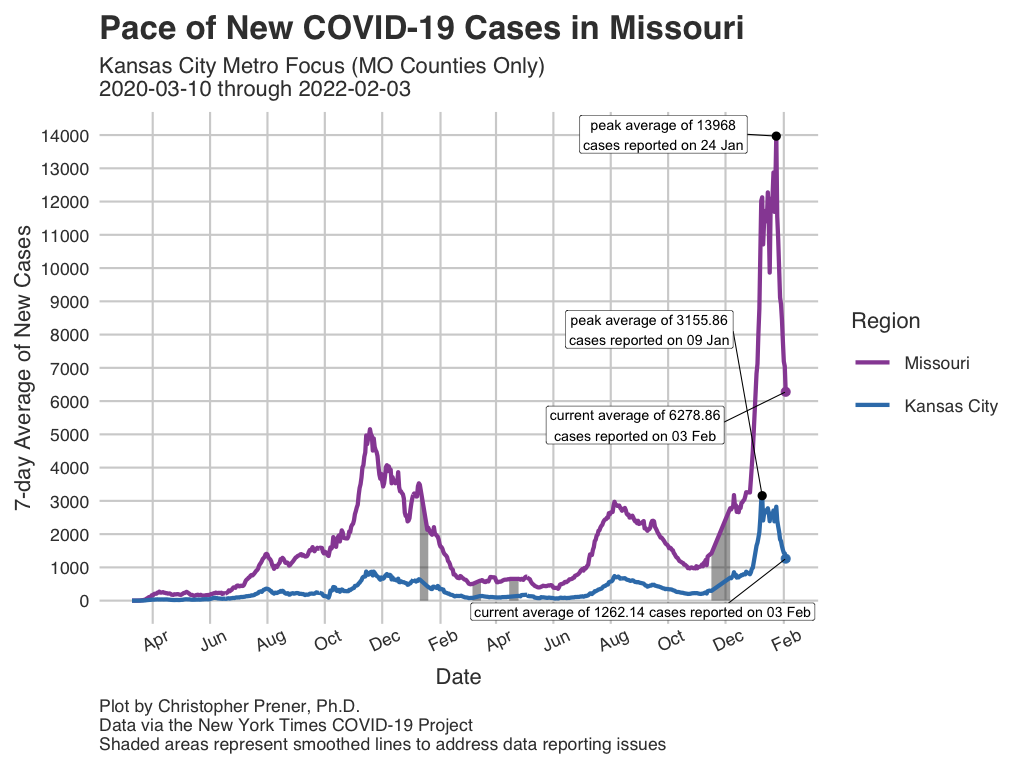 Pace of New COVID-19 Cases in Missouri
Kansas City Metro Focus (MO Counties Only)
2020-03-10 through 2022-02-03
7-day Average of New Cases
14000
13000
12000
11000
10000
9000
8000
7000
6000
5000
4000
3000
2000
1000
0
peak average of 13968
cases reported on 24 Jan
peak average of 3155.86
cases reported on 09 Jan
current average of 6278.86
cases reported on 03 Feb
current average of 1262.14 cases reported on 03 Feb
Region
Missouri
Kansas City
Apr Jun Aug Oct Dec Feb Apr Jun Aug Oct Dec Feb
Date
Plot by Christopher Prener, Ph.D.
Data via the New York Times COVID-19 Project
Shaded areas represent smoothed lines to address data reporting issues